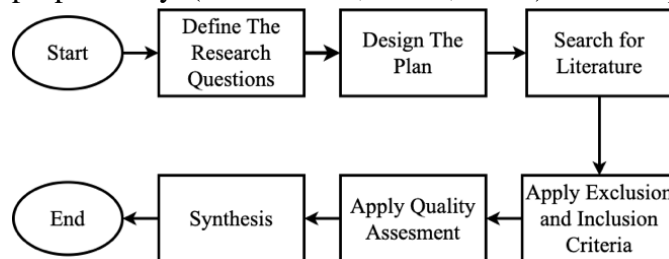 Define The
Start
Research
Questions
Design The
Plan
Search for
Literature
Apply Exclusion
and Inclusion
Criteria
Apply Quality
Assesment
Synthesis
End